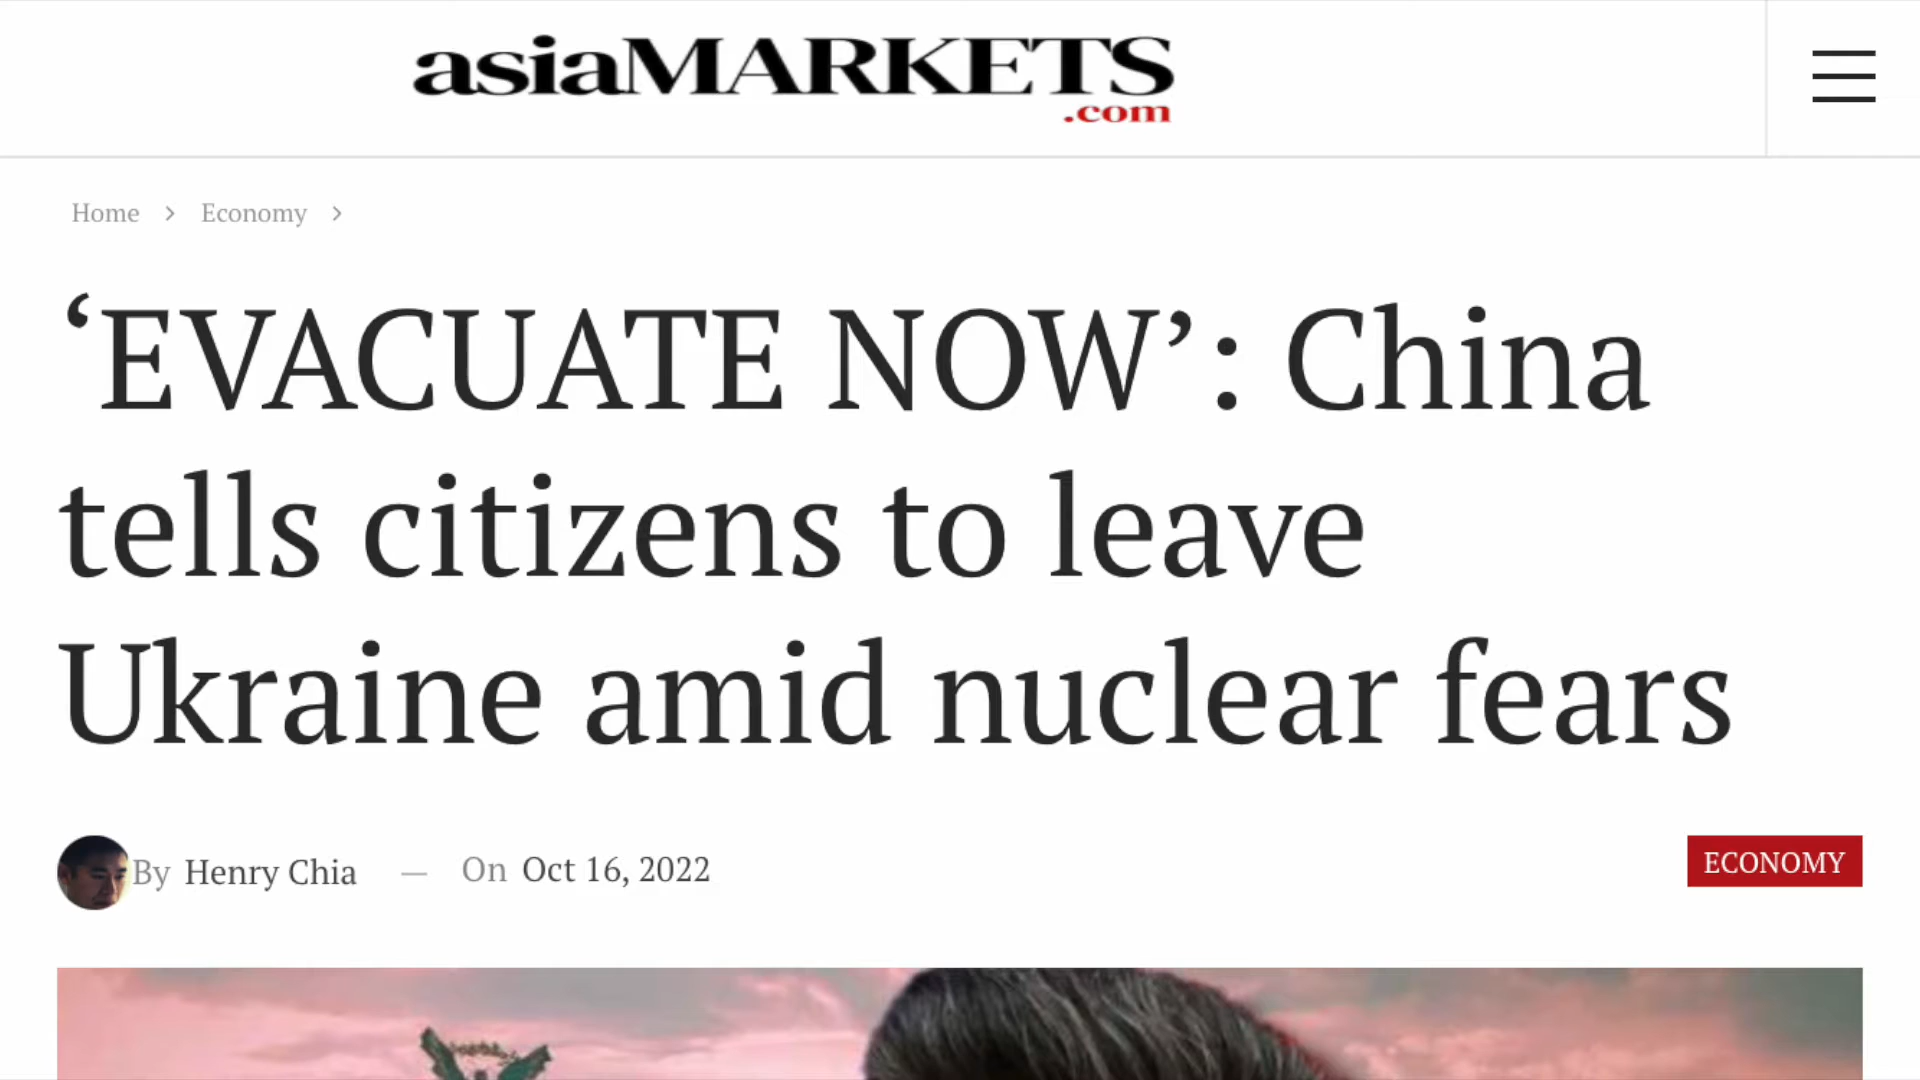 asiaMARKETS
.com
Home > Economy >
‘EVACUATE NOW’: China
tells citizens to leave
Ukraine amid nuclear fears
By Henry Chia — On Oct 16, 2022
ECONOMY